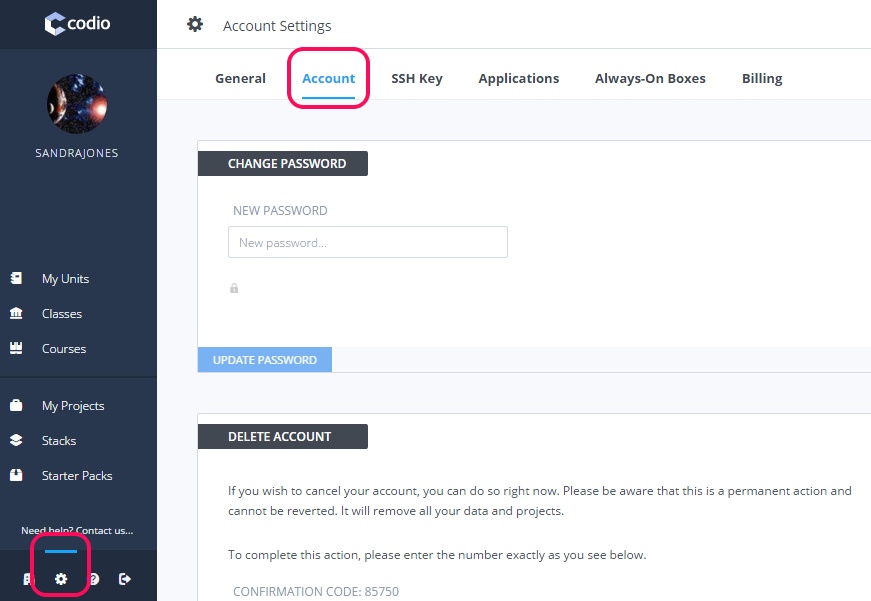 codio
Account Settings
General Account SSH Key Applications Always-On Boxes Billing
SANDRAJONES
CHANGE PASSWORD
NEW PASSWORD
New password...
UPDATE PASSWORD
My Units
Classes
Courses
My Projects
Stacks
Starter Packs
Need help? Contact us...
DELETE ACCOUNT
If you wish to cancel your account, you can do so right now. Please be aware that this is a permanent action and
cannot be reverted. It will remove all your data and projects.
To complete this action, please enter the number exactly as you see below.
CONFIRMATION CODE: 85750